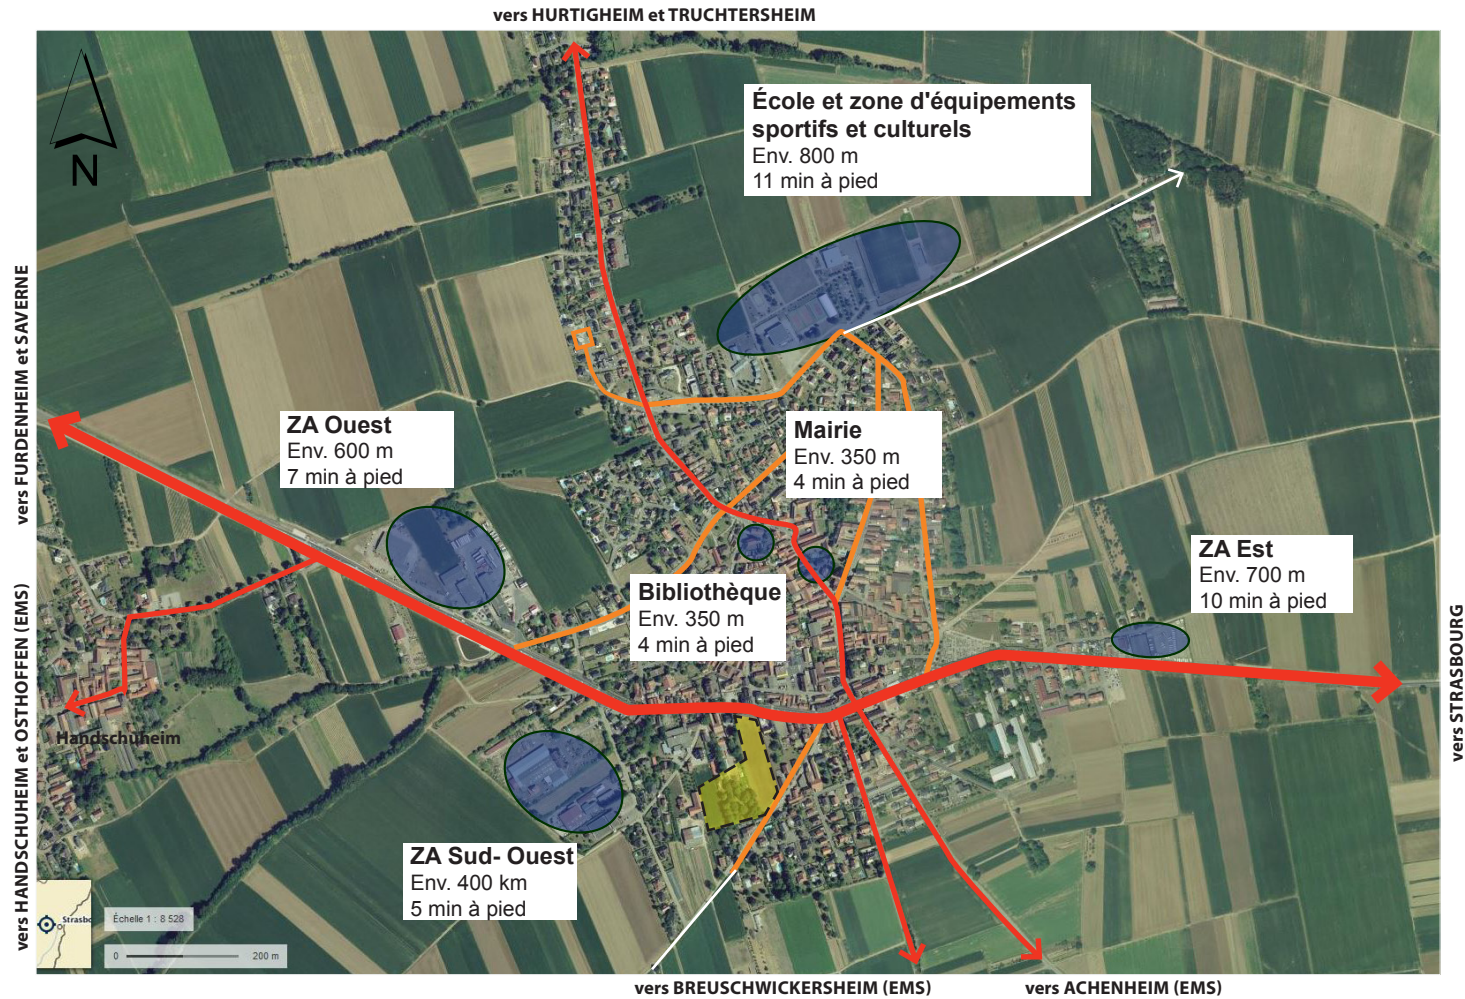 vers HURTIGHEIM et TRUCHTERSHEIM
N
École et zone d'équipements
sportifs et culturels
Env. 800 m
11 min à pied
vers FURDENHEIM et SAVERNE
ZA Ouest
Env. 600 m
7 min à pied
Mairie
Env. 350 m
4 min à pied
ZA Est
Env. 700 m
10 min à pied
Bibliothèque
Env. 350 m
4 min à pied
vers HANDSCHUHEIM et OSTHOFFEN (EMS)
vers STRASBOURG
Handschuheim
ZA Sud- Ouest
Env. 400 km
5 min à pied
Strasbo
Échelle 1 : 8 528
0 200 m
vers BREUSCHWICKERSHEIM (EMS)
vers ACHENHEIM (EMS)